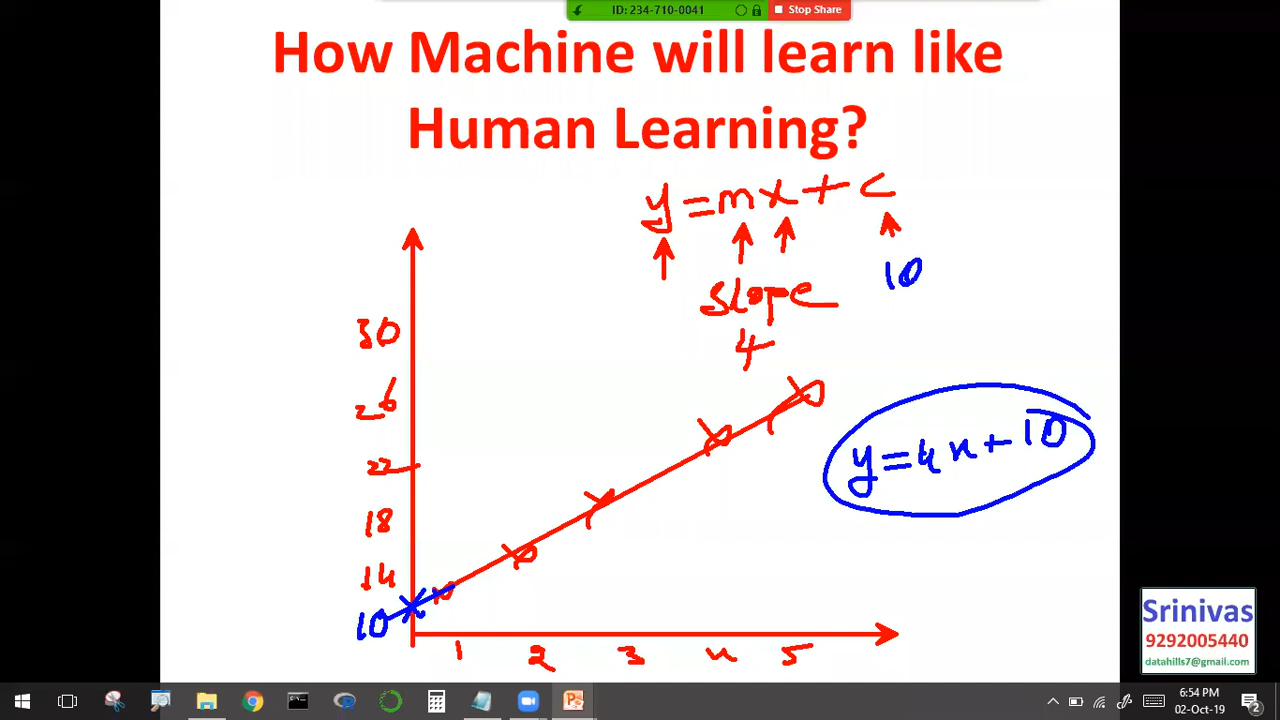 ID: 234-710-0041
Stop Share
How Machine will learn like
Human Learning?
y = mx + c
slope
10
4
30
26
22
18
14
10
y = 4x + 10
1 2 3 4 5
Srinivas
9292005440
datahills7@gmail.com
6:54 PM
02-Oct-19
2